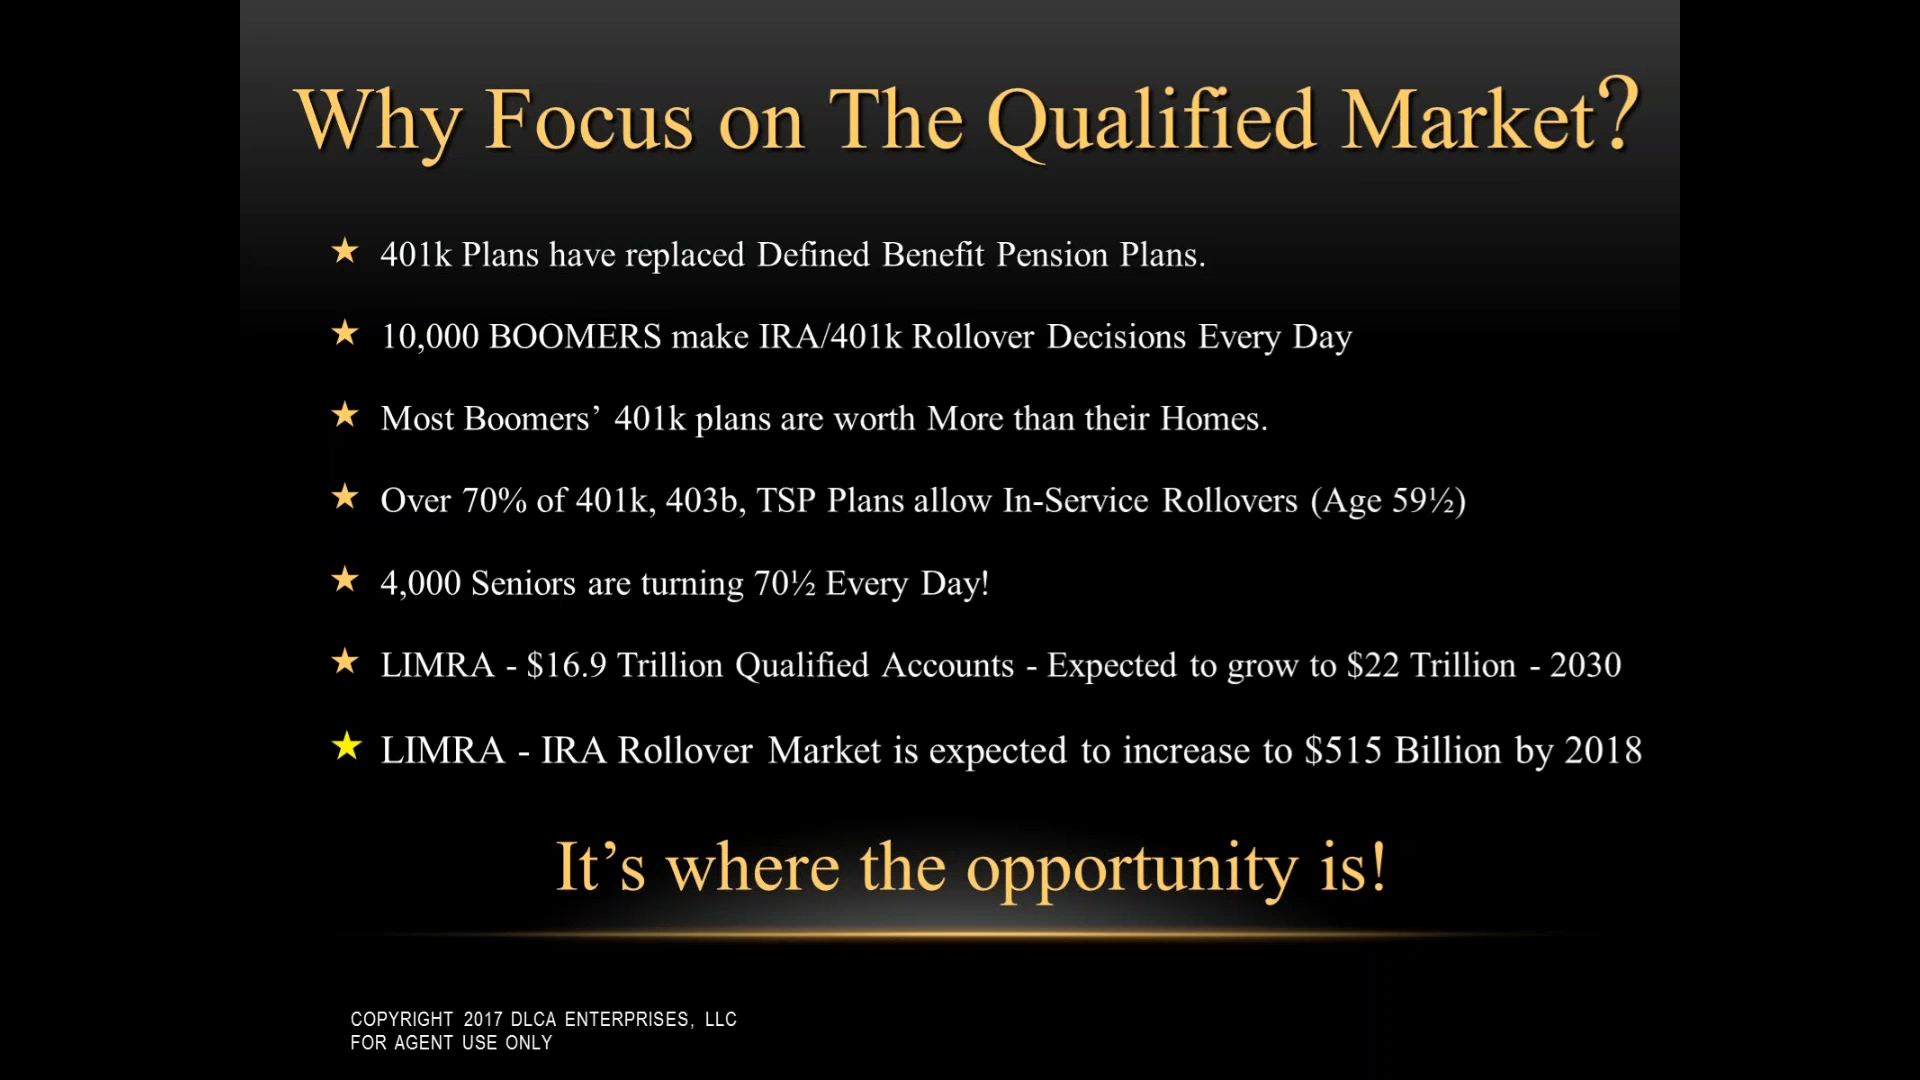 Why Focus on The Qualified Market?
401k Plans have replaced Defined Benefit Pension Plans.
10,000 BOOMERS make IRA/401k Rollover Decisions Every Day
Most Boomers’ 401k plans are worth More than their Homes.
Over 70% of 401k, 403b, TSP Plans allow In-Service Rollovers (Age 59½)
4,000 Seniors are turning 70½ Every Day!
LIMRA - $16.9 Trillion Qualified Accounts - Expected to grow to $22 Trillion - 2030
LIMRA - IRA Rollover Market is expected to increase to $515 Billion by 2018
It’s where the opportunity is!
COPYRIGHT 2017 DLCA ENTERPRISES, LLC
FOR AGENT USE ONLY